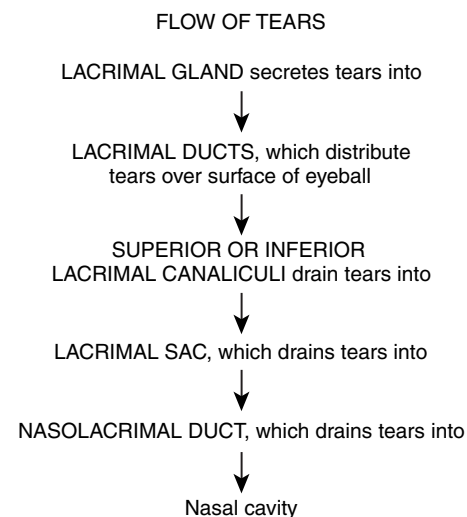 FLOW OF TEARS
LACRIMAL GLAND secretes tears into
LACRIMAL DUCTS, which distribute
tears over surface of eyeball
SUPERIOR OR INFERIOR
LACRIMAL CANALICULI drain tears into
LACRIMAL SAC, which drains tears into
NASOLACRIMAL DUCT, which drains tears into
Nasal cavity